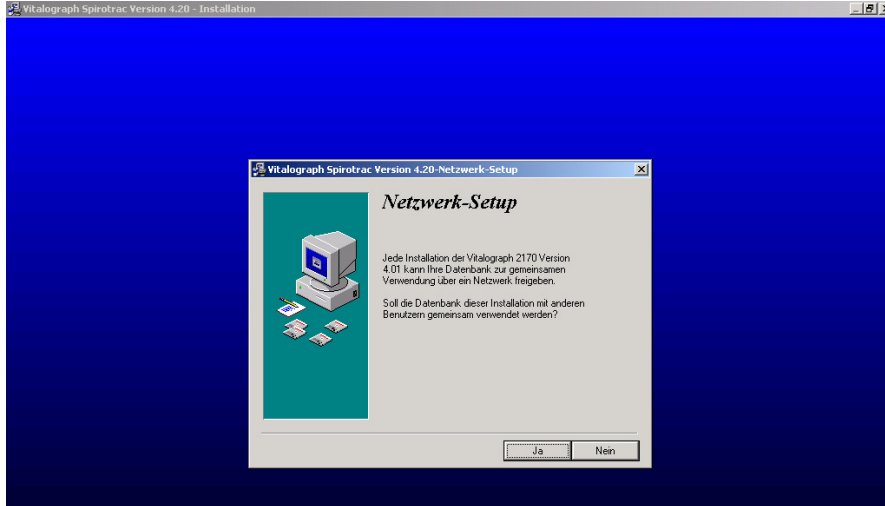 Vitalograph Spirotrac Version 4.20 - Installation
Vitalograph Spirotrac Version 4.20-Netzwerk-Setup
Netzwerk-Setup
Jede Installation der Vitalograph 2170 Version
4.01 kann Ihre Datenbank zur gemeinsamen
Verwendung über ein Netzwerk freigeben.
Soll die Datenbank dieser Installation mit anderen
Benutzern gemeinsam verwendet werden?
Ja
Nein